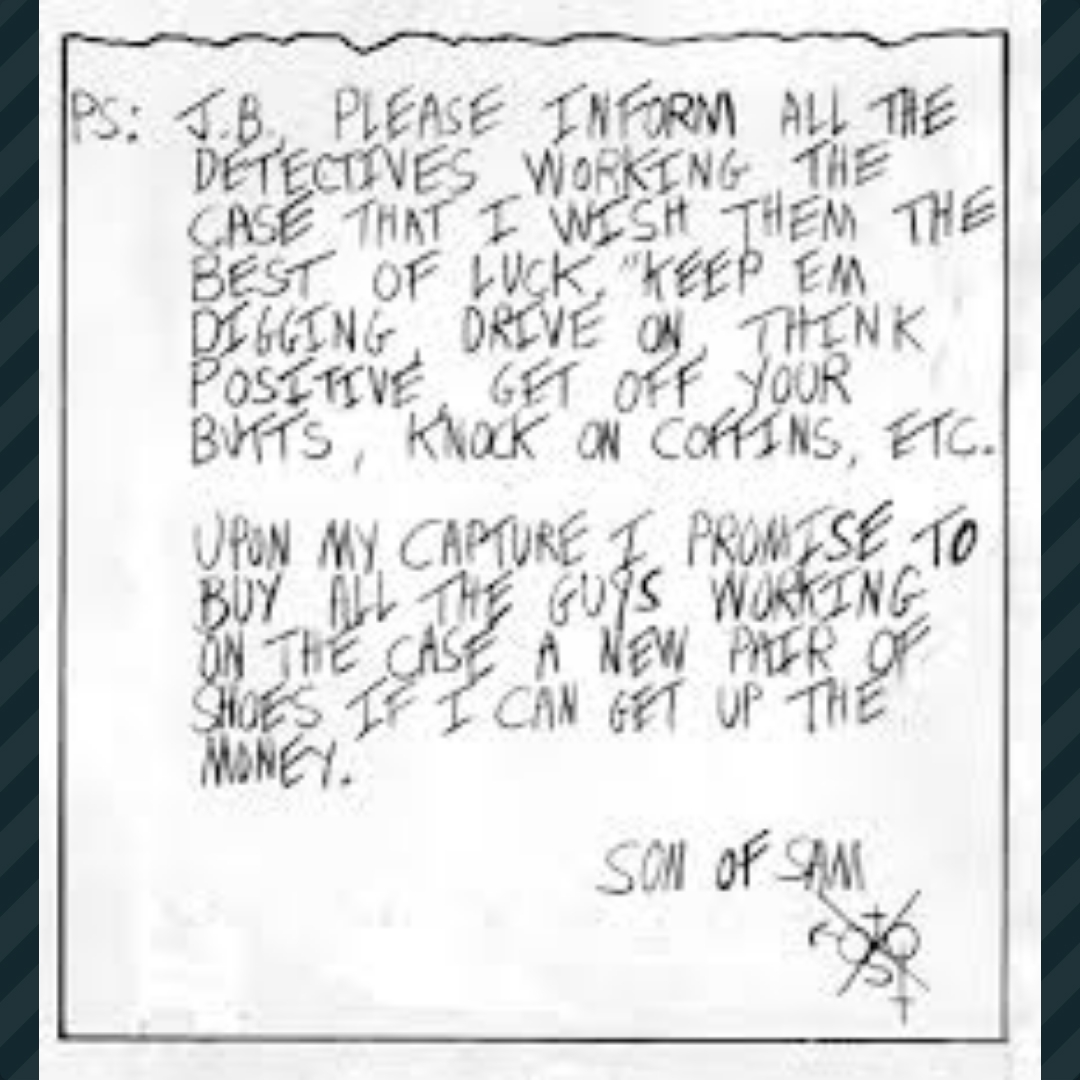 PS: J.B., PLEASE INFORM ALL THE
DETECTIVES WORKING THE
CASE THAT I WISH THEM THE
BEST OF LUCK. "KEEP EM
DIGGING, DRIVE ON, THINK
POSITIVE, GET OFF YOUR
BUTTS, KNOCK ON COFFINS, ETC.
UPON MY CAPTURE I PROMISE TO
BUY ALL THE GUYS WORKING
ON THE CASE A NEW PAIR OF
SHOES IF I CAN GET UP THE
MONEY.
SON OF SAM